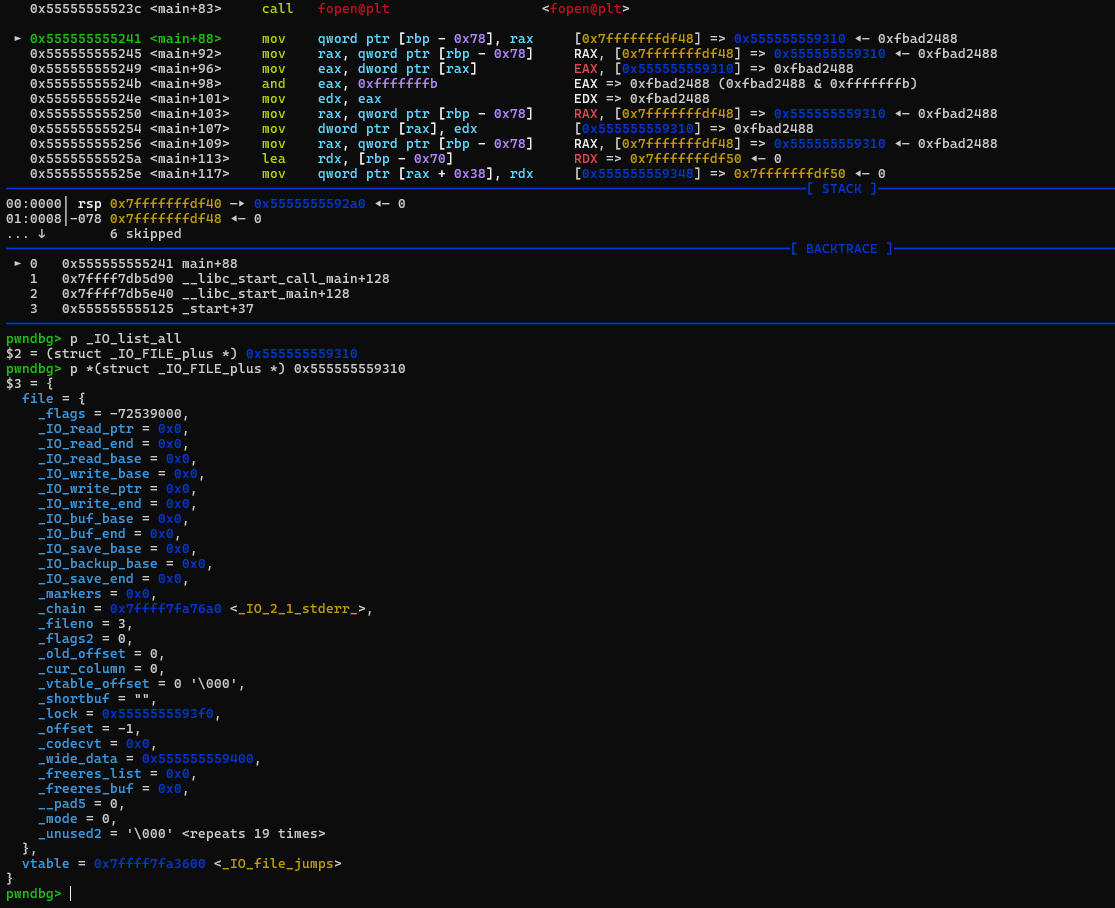 0x55555555523c <main+83>     call   fopen@plt                   <fopen@plt>
 ► 0x555555555241 <main+88>     mov    qword ptr [rbp - 0x78], rax     [0x7fffffffdf48] => 0x555555559310 ◂— 0xfbad2488
   0x555555555245 <main+92>     mov    rax, qword ptr [rbp - 0x78]     RAX, [0x7fffffffdf48] => 0x555555559310 ◂— 0xfbad2488
   0x555555555249 <main+96>     mov    eax, dword ptr [rax]            EAX, [0x555555559310] => 0xfbad2488
   0x55555555524b <main+98>     and    eax, 0xfffffffb                 EAX => 0xfbad2488 (0xfbad2488 & 0xfffffffb)
   0x55555555524e <main+101>    mov    edx, eax                        EDX => 0xfbad2488
   0x555555555250 <main+103>    mov    rax, qword ptr [rbp - 0x78]     RAX, [0x7fffffffdf48] => 0x555555559310 ◂— 0xfbad2488
   0x555555555254 <main+107>    mov    dword ptr [rax], edx            [0x555555559310] => 0xfbad2488
   0x555555555256 <main+109>    mov    rax, qword ptr [rbp - 0x78]     RAX, [0x7fffffffdf48] => 0x555555559310 ◂— 0xfbad2488
   0x55555555525a <main+113>    lea    rdx, [rbp - 0x70]               RDX => 0x7fffffffdf50 ◂— 0
   0x55555555525e <main+117>    mov    qword ptr [rax + 0x38], rdx     [0x555555559348] => 0x7fffffffdf50 ◂— 0
[ STACK ]
00:0000│ rsp 0x7fffffffdf40 —▸ 0x5555555592a0 ◂— 0
01:0008│-078 0x7fffffffdf48 ◂— 0
... ↓        6 skipped
[ BACKTRACE ]
 ► 0   0x555555555241 main+88
   1   0x7ffff7db5d90 __libc_start_call_main+128
   2   0x7ffff7db5e40 __libc_start_main+128
   3   0x555555555125 _start+37
pwndbg> p _IO_list_all
$2 = (struct _IO_FILE_plus *) 0x555555559310
pwndbg> p *(struct _IO_FILE_plus *) 0x555555559310
$3 = {
  file = {
    _flags = -72539000,
    _IO_read_ptr = 0x0,
    _IO_read_end = 0x0,
    _IO_read_base = 0x0,
    _IO_write_base = 0x0,
    _IO_write_ptr = 0x0,
    _IO_write_end = 0x0,
    _IO_buf_base = 0x0,
    _IO_buf_end = 0x0,
    _IO_save_base = 0x0,
    _IO_backup_base = 0x0,
    _IO_save_end = 0x0,
    _markers = 0x0,
    _chain = 0x7ffff7fa76a0 <_IO_2_1_stderr_>,
    _fileno = 3,
    _flags2 = 0,
    _old_offset = 0,
    _cur_column = 0,
    _vtable_offset = 0 '\000',
    _shortbuf = "",
    _lock = 0x5555555593f0,
    _offset = -1,
    _codecvt = 0x0,
    _wide_data = 0x555555559400,
    _freeres_list = 0x0,
    _freeres_buf = 0x0,
    __pad5 = 0,
    _mode = 0,
    _unused2 = '\000' <repeats 19 times>
  },
  vtable = 0x7ffff7fa3600 <_IO_file_jumps>
}
pwndbg>